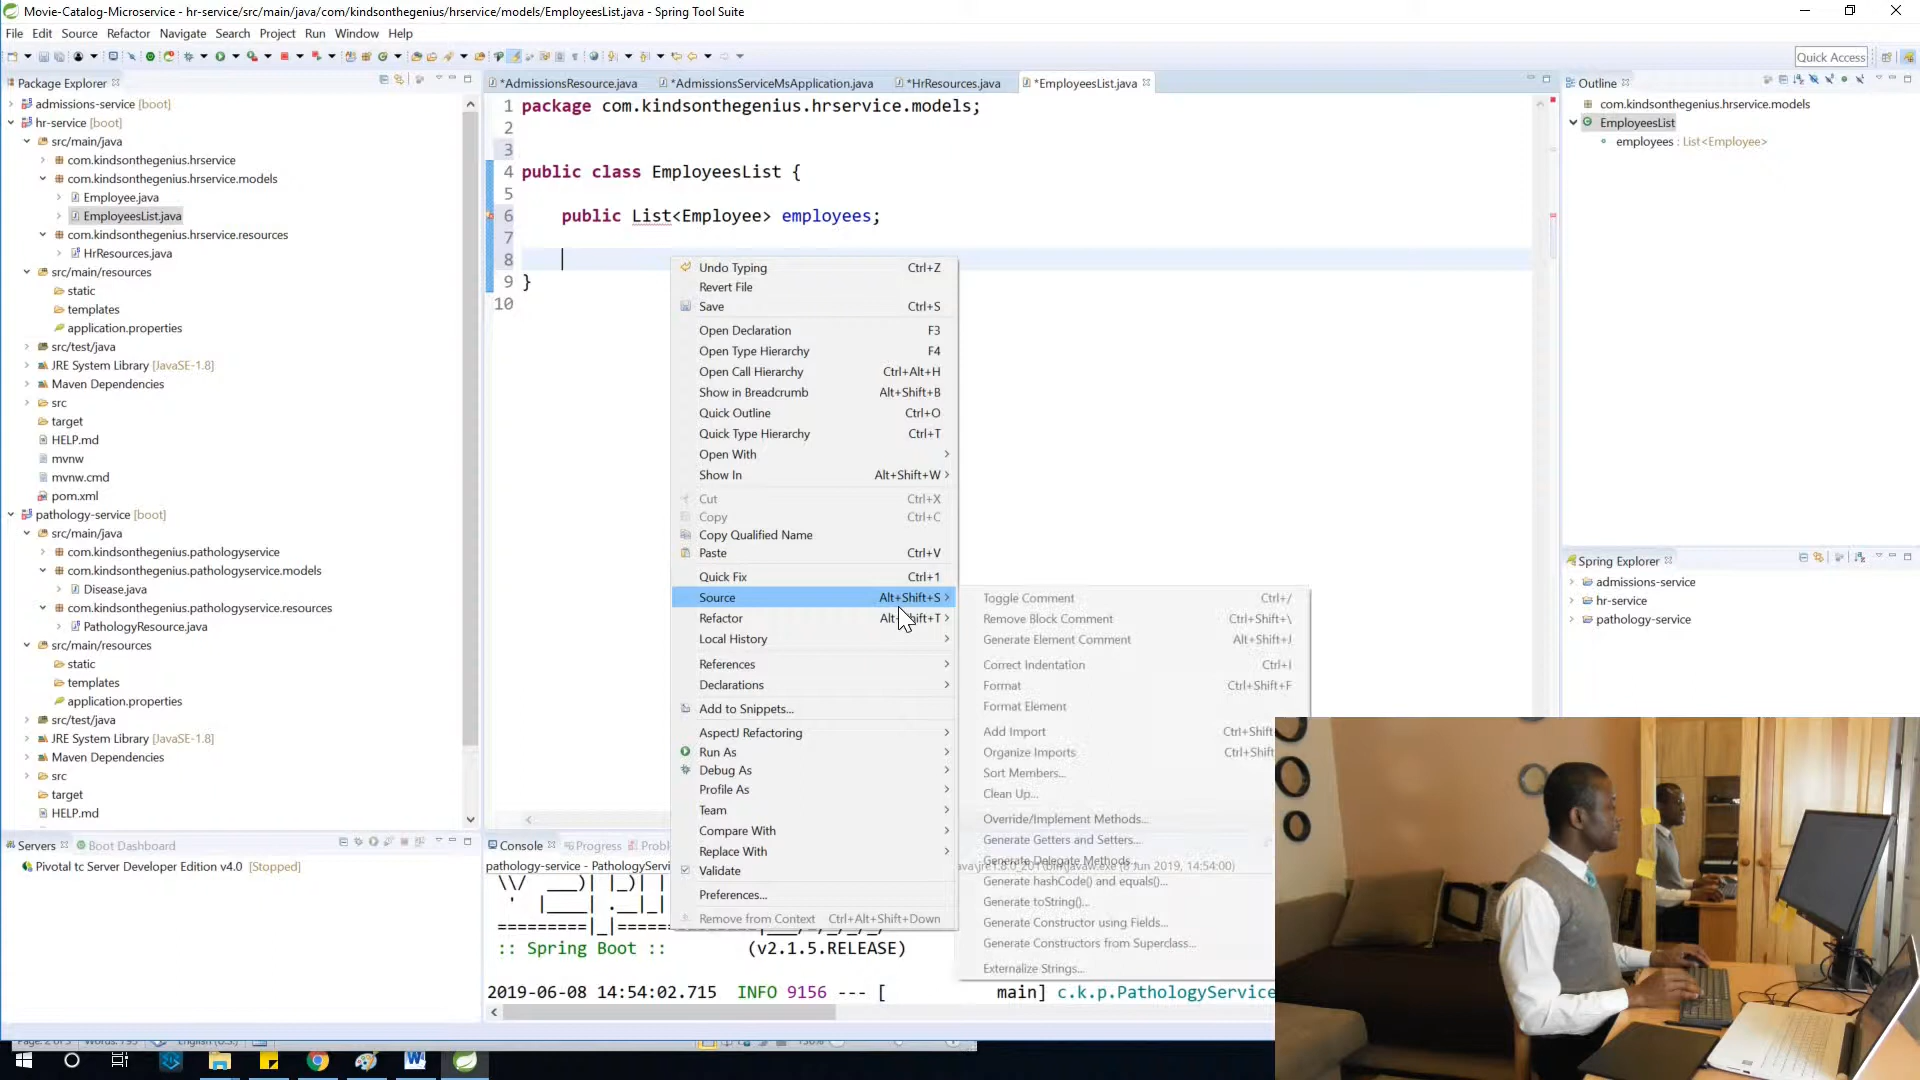 Movie-Catalog-Microservice - hr-service/src/main/java/com/kindsonthegenius/hrservice/models/EmployeesList.java - Spring Tool Suite
File Edit Source Refactor Navigate Search Project Run Window Help
Quick Access
Package Explorer
admissions-service [boot]
hr-service [boot]
src/main/java
com.kindsonthegenius.hrservice
com.kindsonthegenius.hrservice.models
Employee.java
EmployeesList.java
com.kindsonthegenius.hrservice.resources
HrResources.java
src/main/resources
static
templates
application.properties
src/test/java
JRE System Library [JavaSE-1.8]
Maven Dependencies
src
target
HELP.md
mvnw
mvnw.cmd
pom.xml
pathology-service [boot]
src/main/java
com.kindsonthegenius.pathologyservice
com.kindsonthegenius.pathologyservice.models
Disease.java
com.kindsonthegenius.pathologyservice.resources
PathologyResource.java
src/main/resources
static
templates
application.properties
src/test/java
JRE System Library [JavaSE-1.8]
Maven Dependencies
src
target
HELP.md
Servers Boot Dashboard
Pivotal tc Server Developer Edition v4.0 [Stopped]
*AdmissionsResource.java *AdmissionsServiceMsApplication.java *HrResources.java *EmployeesList.java
1 package com.kindsonthegenius.hrservice.models;
2
3
4 public class EmployeesList {
5
6 public List<Employee> employees;
7
8
9 }
10
Undo Typing Ctrl+Z
Revert File
Save Ctrl+S
Open Declaration F3
Open Type Hierarchy F4
Open Call Hierarchy Ctrl+Alt+H
Show in Breadcrumb Alt+Shift+B
Quick Outline Ctrl+O
Quick Type Hierarchy Ctrl+T
Open With
Show In Alt+Shift+W
Cut Ctrl+X
Copy Ctrl+C
Copy Qualified Name
Paste Ctrl+V
Quick Fix Ctrl+1
Source Alt+Shift+S
Refactor
Local History
References
Declarations
Add to Snippets...
AspectJ Refactoring
Run As
Debug As
Profile As
Team
Compare With
Replace With
Validate
Preferences...
Remove from Context Ctrl+Alt+Shift+Down
Toggle Comment Ctrl+/
Remove Block Comment Ctrl+Shift+\
Generate Element Comment Alt+Shift+J
Correct Indentation Ctrl+I
Format Ctrl+Shift+F
Format Element
Add Import Ctrl+Shift
Organize Imports Ctrl+Shift
Sort Members...
Clean Up...
Override/Implement Methods...
Generate Getters and Setters...
Generate Delegate Methods...
Generate hashCode() and equals()...
Generate toString()...
Generate Constructor using Fields...
Generate Constructors from Superclass...
Externalize Strings...
Console Progress
pathology-service - PathologyServi
:: Spring Boot :: (v2.1.5.RELEASE)
2019-06-08 14:54:02.715 INFO 9156 --- [ main] c.k.p.PathologyService
Outline
com.kindsonthegenius.hrservice.models
EmployeesList
employees : List<Employee>
Spring Explorer
admissions-service
hr-service
pathology-service